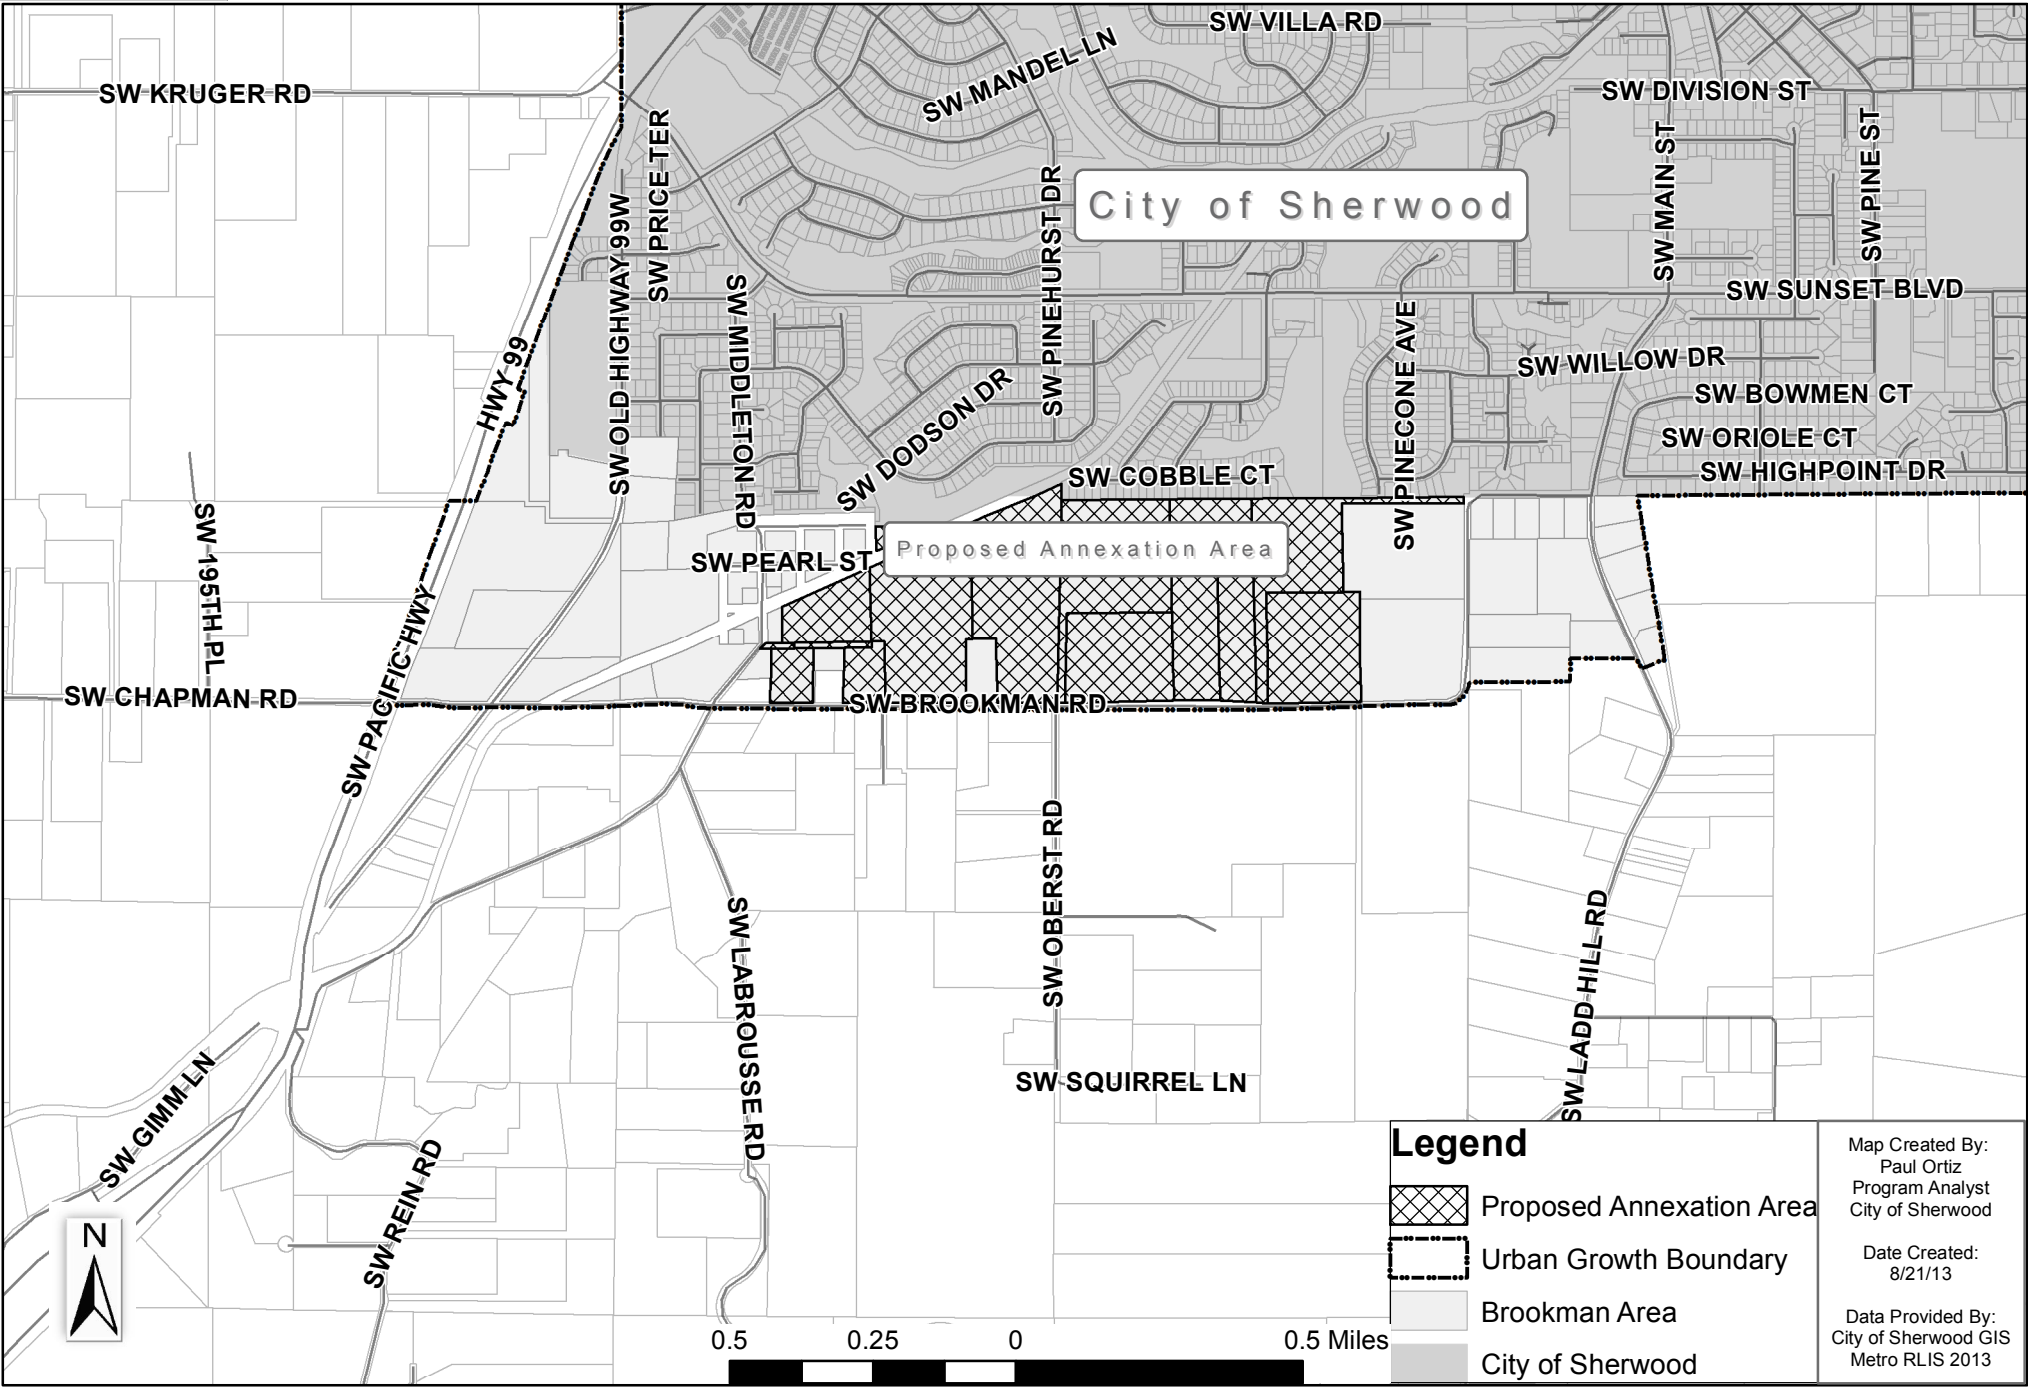 SW VILLA RD
SW MANDEL LN
SW KRUGER RD
SW DIVISION ST
SW PRICE TER
SW MAIN ST
SW PINE ST
SW PINEHURST DR
City of Sherwood
SW OLD HIGHWAY 99W
SW MIDDLETON RD
SW SUNSET BLVD
SW PINECONE AVE
HWY 99
SW WILLOW DR
SW DODSON DR
SW BOWMEN CT
SW ORIOLE CT
SW COBBLE CT
SW HIGHPOINT DR
SW 195TH PL
SW PEARL ST
Proposed Annexation Area
SW PACIFIC HWY
SW CHAPMAN RD
SW BROOKMAN RD
SW OBERST RD
SW LABROUSSE RD
SW LADD HILL RD
SW SQUIRREL LN
SW GIMM LN
SW REIN RD
N
0.5 0.25 0 0.5 Miles
Legend
Proposed Annexation Area
Urban Growth Boundary
Brookman Area
City of Sherwood
Map Created By:
Paul Ortiz
Program Analyst
City of Sherwood
Date Created:
8/21/13
Data Provided By:
City of Sherwood GIS
Metro RLIS 2013